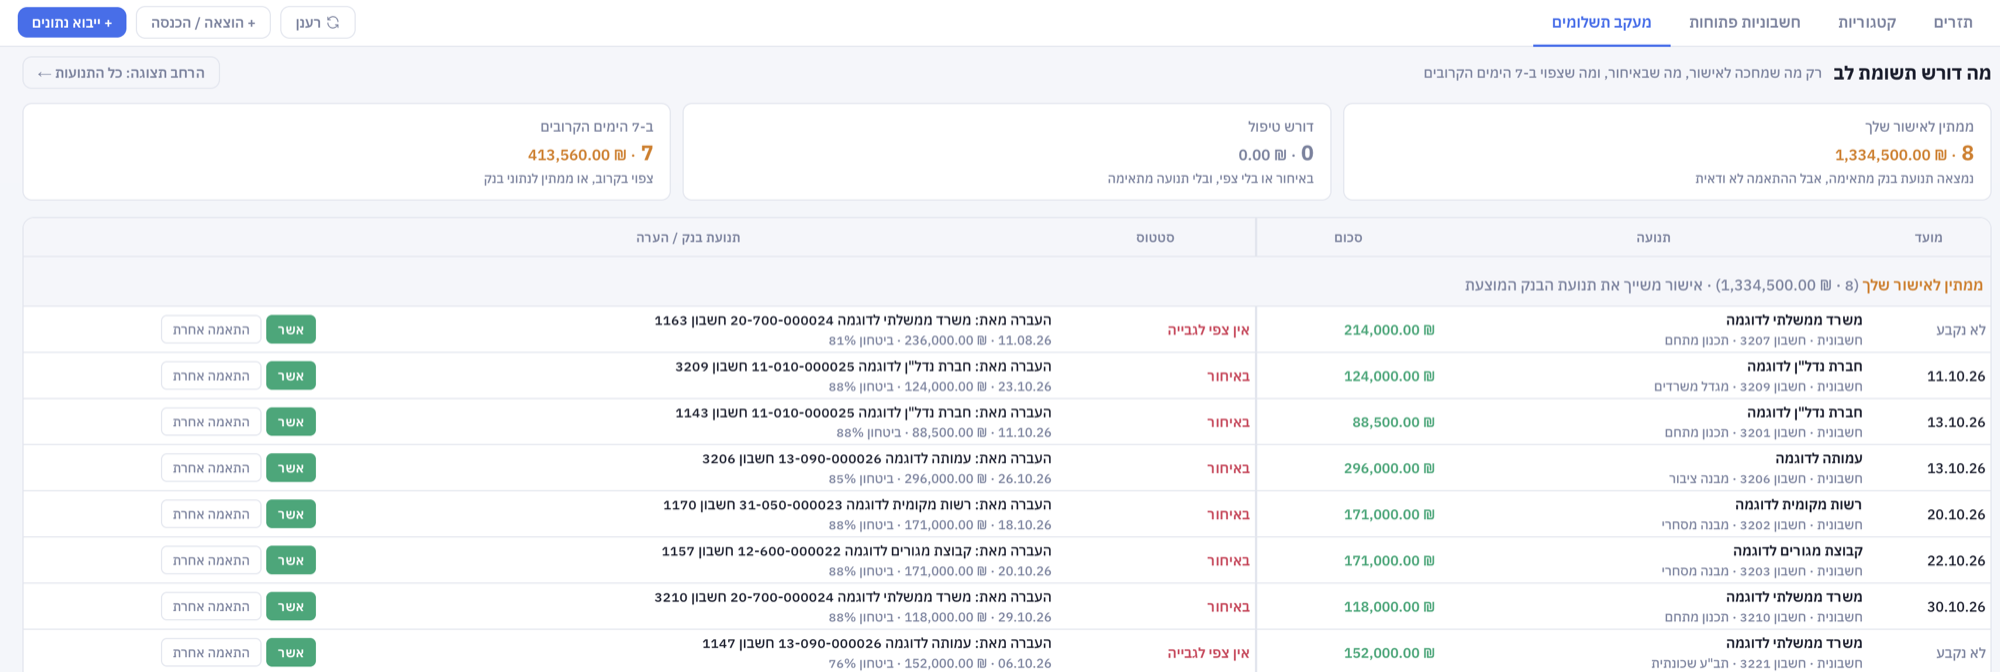 תזרים קטגוריות חשבוניות פתוחות מעקב תשלומים רענן + הוצאה / הכנסה + ייבוא נתונים
מה דורש תשומת לב רק מה שמחכה לאישור, מה שבאיחור, ומה שצפוי ב-7 הימים הקרובים הרחב תצוגה: כל התנועות ←
ממתין לאישור שלך
8 · 1,334,500.00 ₪
נמצאה תנועת בנק מתאימה, אבל ההתאמה לא ודאית
דורש טיפול
0 · 0.00 ₪
באיחור או בלי צפי, ובלי תנועה מתאימה
ב-7 הימים הקרובים
7 · 413,560.00 ₪
צפוי בקרוב, או ממתין לנתוני בנק
מועד תנועה סכום סטטוס תנועת בנק / הערה
ממתין לאישור שלך (8 · 1,334,500.00 ₪) · אישור משייך את תנועת הבנק המוצעת
לא נקבע משרד ממשלתי לדוגמה 214,000.00 ₪ אין צפי לגבייה העברה מאת: משרד ממשלתי לדוגמה 20-700-000024 חשבון 1163 אשר התאמה אחרת
חשבונית · חשבון 3207 · תכנון מתחם 11.08.26 · 236,000.00 ₪ · ביטחון 81%
11.10.26 חברת נדל"ן לדוגמה 124,000.00 ₪ באיחור העברה מאת: חברת נדל"ן לדוגמה 11-010-000025 חשבון 3209 אשר התאמה אחרת
חשבונית · חשבון 3209 · מגדל משרדים 23.10.26 · 124,000.00 ₪ · ביטחון 88%
13.10.26 חברת נדל"ן לדוגמה 88,500.00 ₪ באיחור העברה מאת: חברת נדל"ן לדוגמה 11-010-000025 חשבון 1143 אשר התאמה אחרת
חשבונית · חשבון 3201 · תכנון מתחם 11.10.26 · 88,500.00 ₪ · ביטחון 88%
13.10.26 עמותה לדוגמה 296,000.00 ₪ באיחור העברה מאת: עמותה לדוגמה 13-090-000026 חשבון 3206 אשר התאמה אחרת
חשבונית · חשבון 3206 · מבנה ציבור 26.10.26 · 296,000.00 ₪ · ביטחון 85%
20.10.26 רשות מקומית לדוגמה 171,000.00 ₪ באיחור העברה מאת: רשות מקומית לדוגמה 31-050-000023 חשבון 1170 אשר התאמה אחרת
חשבונית · חשבון 3202 · מבנה מסחרי 18.10.26 · 171,000.00 ₪ · ביטחון 88%
22.10.26 קבוצת מגורים לדוגמה 171,000.00 ₪ באיחור העברה מאת: קבוצת מגורים לדוגמה 12-600-000022 חשבון 1157 אשר התאמה אחרת
חשבונית · חשבון 3203 · מבנה מסחרי 20.10.26 · 171,000.00 ₪ · ביטחון 88%
30.10.26 משרד ממשלתי לדוגמה 118,000.00 ₪ באיחור העברה מאת: משרד ממשלתי לדוגמה 20-700-000024 חשבון 3210 אשר התאמה אחרת
חשבונית · חשבון 3210 · תכנון מתחם 29.10.26 · 118,000.00 ₪ · ביטחון 88%
לא נקבע משרד ממשלתי לדוגמה 152,000.00 ₪ אין צפי לגבייה העברה מאת: עמותה לדוגמה 13-090-000026 חשבון 1147 אשר התאמה אחרת
חשבונית · חשבון 3221 · תב"ע שכונתית 06.10.26 · 152,000.00 ₪ · ביטחון 76%